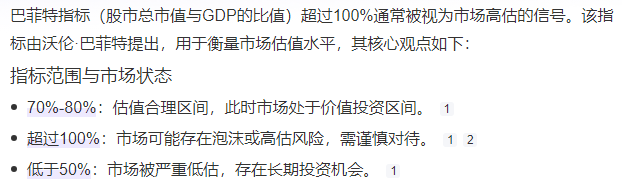 巴菲特指标（股市总市值与GDP的比值）超过100%通常被视为市场高估的信号。该指
标由沃伦·巴菲特提出，用于衡量市场估值水平，其核心观点如下：
指标范围与市场状态
• 70%-80%：估值合理区间，此时市场处于价值投资区间。 1
• 超过100%：市场可能存在泡沫或高估风险，需谨慎对待。 1 2
• 低于50%：市场被严重低估，存在长期投资机会。 1